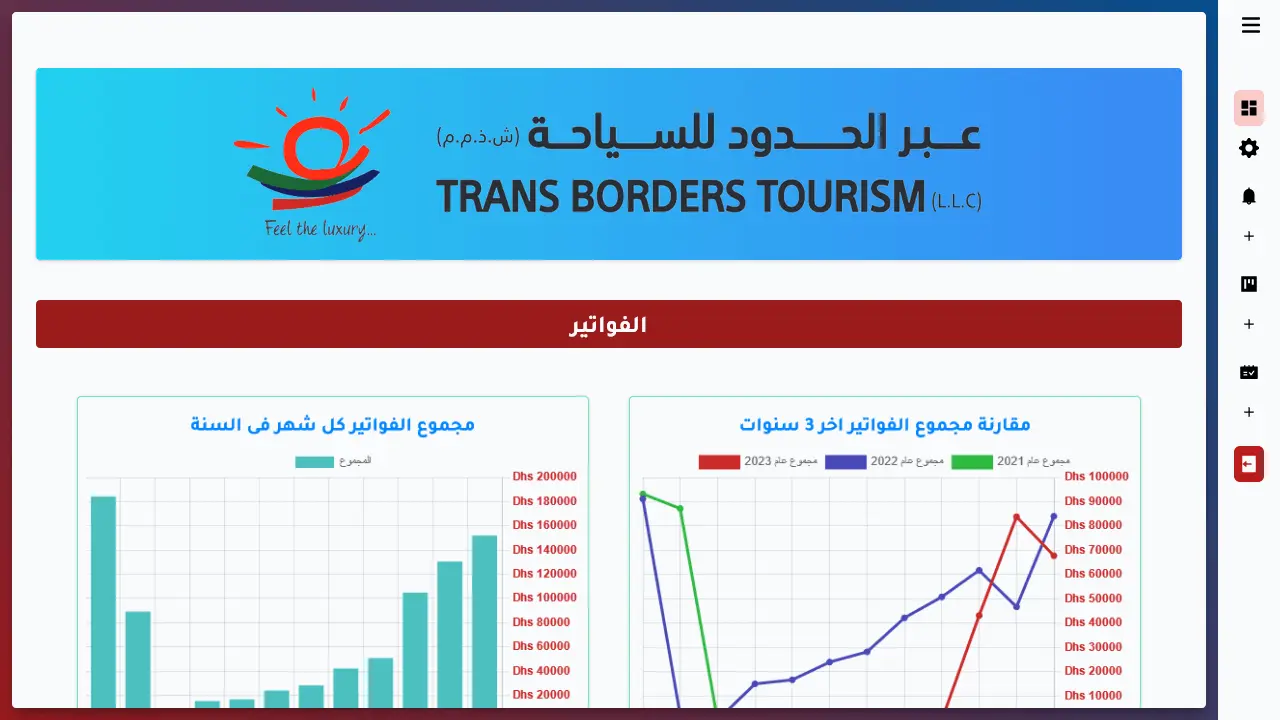 عبر الحدود للسياحة (ش.ذ.م.م)
TRANS BORDERS TOURISM (L.L.C)
Feel the luxury...
الفواتير
مقارنة مجموع الفواتير اخر 3 سنوات
مجموع عام 2021
مجموع عام 2022
مجموع عام 2023
Dhs 100000
Dhs 90000
Dhs 80000
Dhs 70000
Dhs 60000
Dhs 50000
Dhs 40000
Dhs 30000
Dhs 20000
Dhs 10000
مجموع الفواتير كل شهر فى السنة
المجموع
Dhs 200000
Dhs 180000
Dhs 160000
Dhs 140000
Dhs 120000
Dhs 100000
Dhs 80000
Dhs 60000
Dhs 40000
Dhs 20000